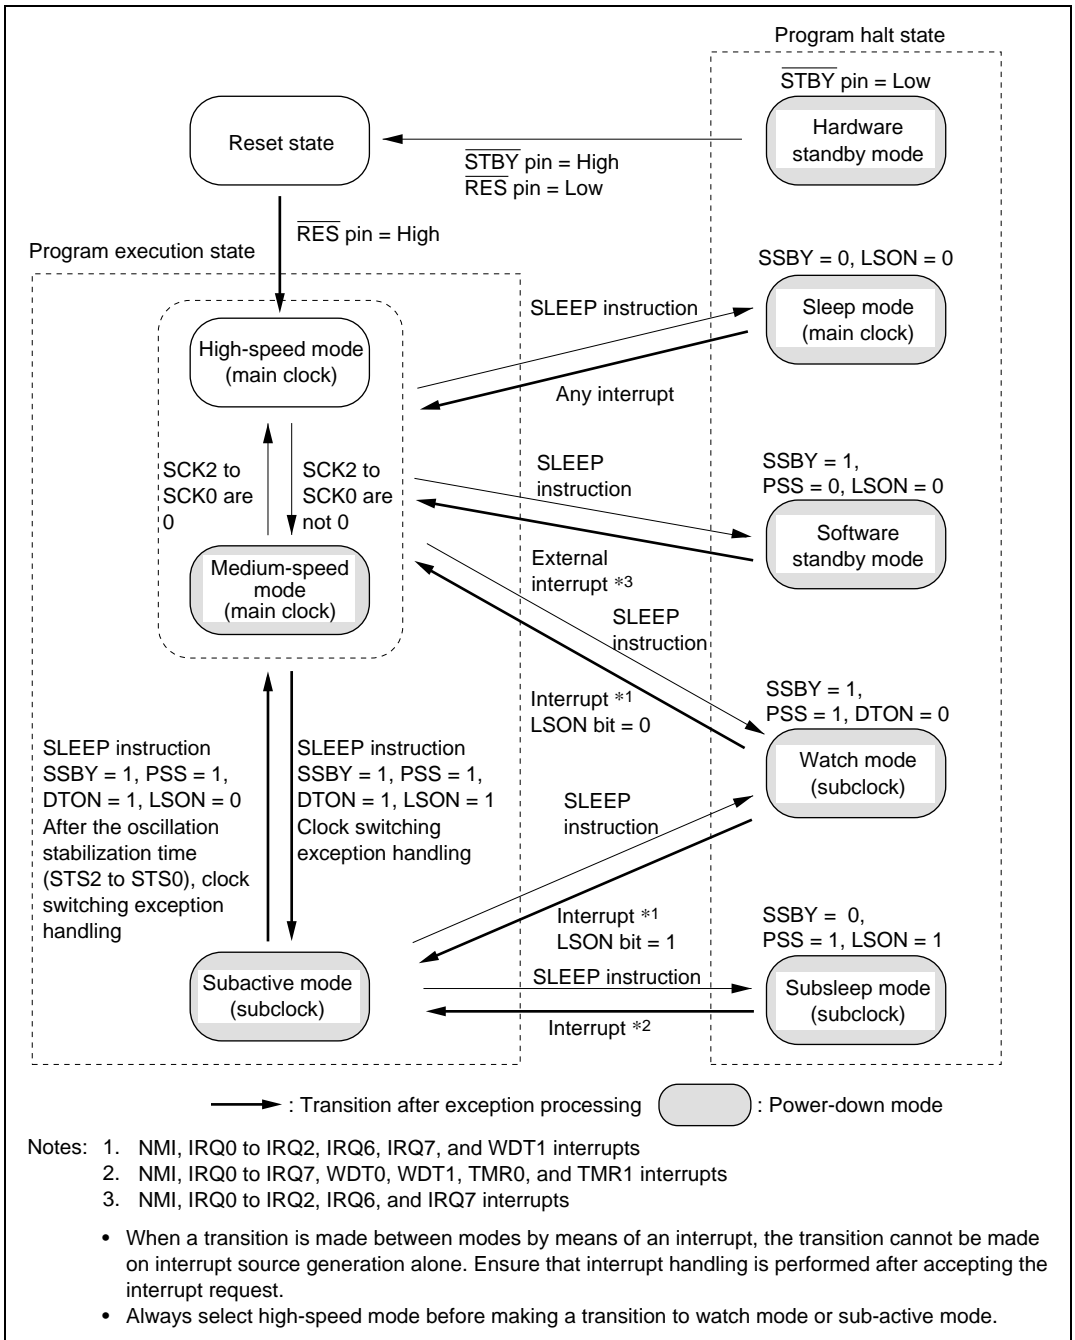 Program halt state
STBY pin = Low
Hardware
standby mode
Reset state
STBY pin = High
RES pin = Low
RES pin = High
Program execution state
SSBY = 0, LSON = 0
SLEEP instruction
Sleep mode
(main clock)
High-speed mode
(main clock)
Any interrupt
SCK2 to
SCK0 are
0
SCK2 to
SCK0 are
not 0
SLEEP
instruction
SSBY = 1,
PSS = 0, LSON = 0
Software
standby mode
External
interrupt *3
Medium-speed
mode
(main clock)
SLEEP
instruction
Interrupt *1
LSON bit = 0
SSBY = 1,
PSS = 1, DTON = 0
Watch mode
(subclock)
SLEEP instruction
SSBY = 1, PSS = 1,
DTON = 1, LSON = 0
After the oscillation
stabilization time
(STS2 to STS0), clock
switching exception
handling
SLEEP instruction
SSBY = 1, PSS = 1,
DTON = 1, LSON = 1
Clock switching
exception handling
SLEEP
instruction
Interrupt *1
LSON bit = 1
SSBY = 0,
PSS = 1, LSON = 1
Subactive mode
(subclock)
SLEEP instruction
Subsleep mode
(subclock)
Interrupt *2
: Transition after exception processing
: Power-down mode
Notes: 1. NMI, IRQ0 to IRQ2, IRQ6, IRQ7, and WDT1 interrupts
2. NMI, IRQ0 to IRQ7, WDT0, WDT1, TMR0, and TMR1 interrupts
3. NMI, IRQ0 to IRQ2, IRQ6, and IRQ7 interrupts
• When a transition is made between modes by means of an interrupt, the transition cannot be made
on interrupt source generation alone. Ensure that interrupt handling is performed after accepting the
interrupt request.
• Always select high-speed mode before making a transition to watch mode or sub-active mode.